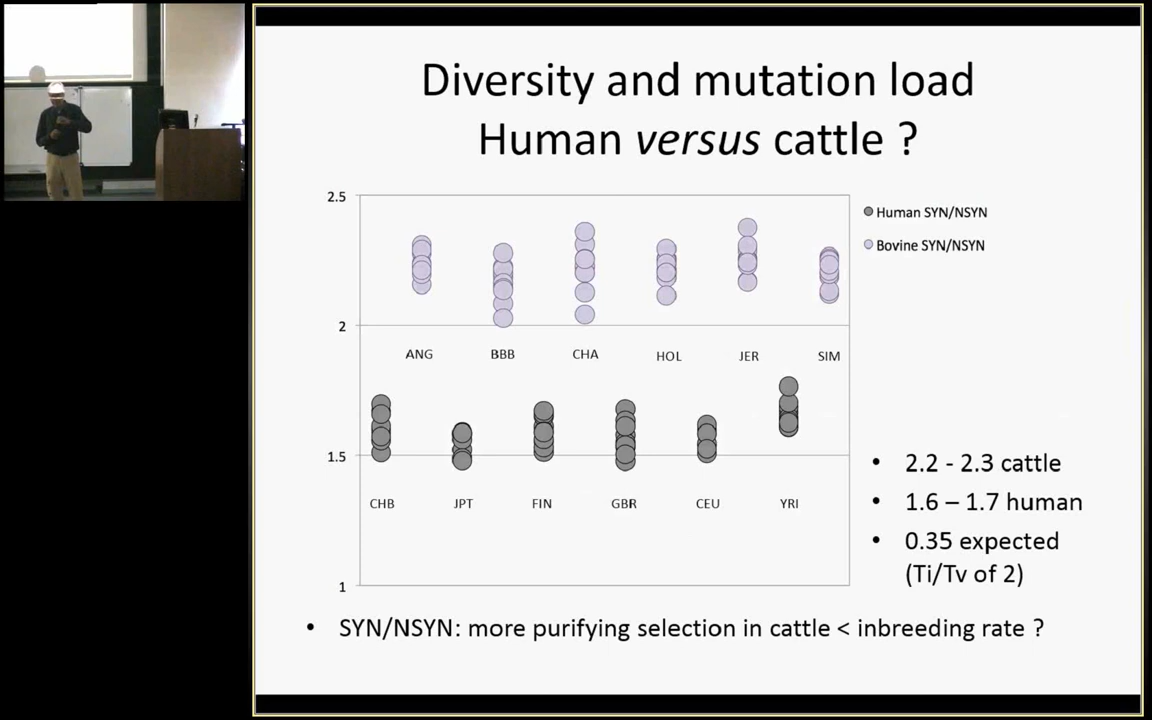 Diversity and mutation load
Human versus cattle ?
2.5
Human SYN/NSYN
Bovine SYN/NSYN
2
ANG BBB CHA HOL JER SIM
1.5
CHB JPT FIN GBR CEU YRI
1
• 2.2 - 2.3 cattle
• 1.6 – 1.7 human
• 0.35 expected
(Ti/Tv of 2)
• SYN/NSYN: more purifying selection in cattle < inbreeding rate ?